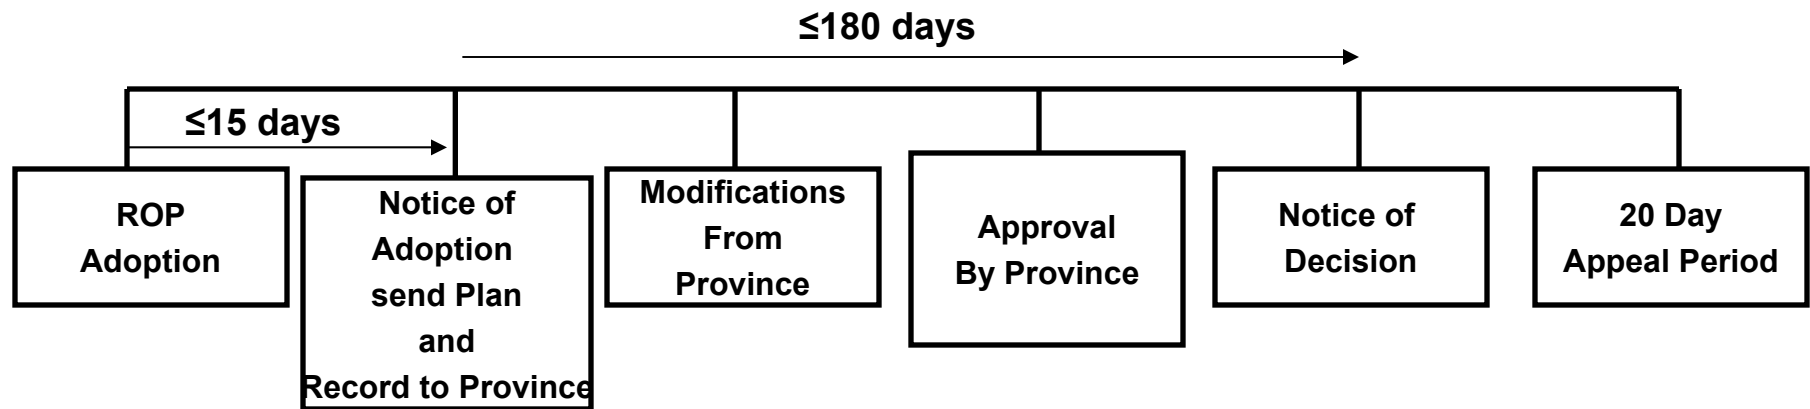 ≤180 days
≤15 days
ROP
Adoption
Notice of
Adoption
send Plan
and
Record to Province
Modifications
From
Province
Approval
By Province
Notice of
Decision
20 Day
Appeal Period